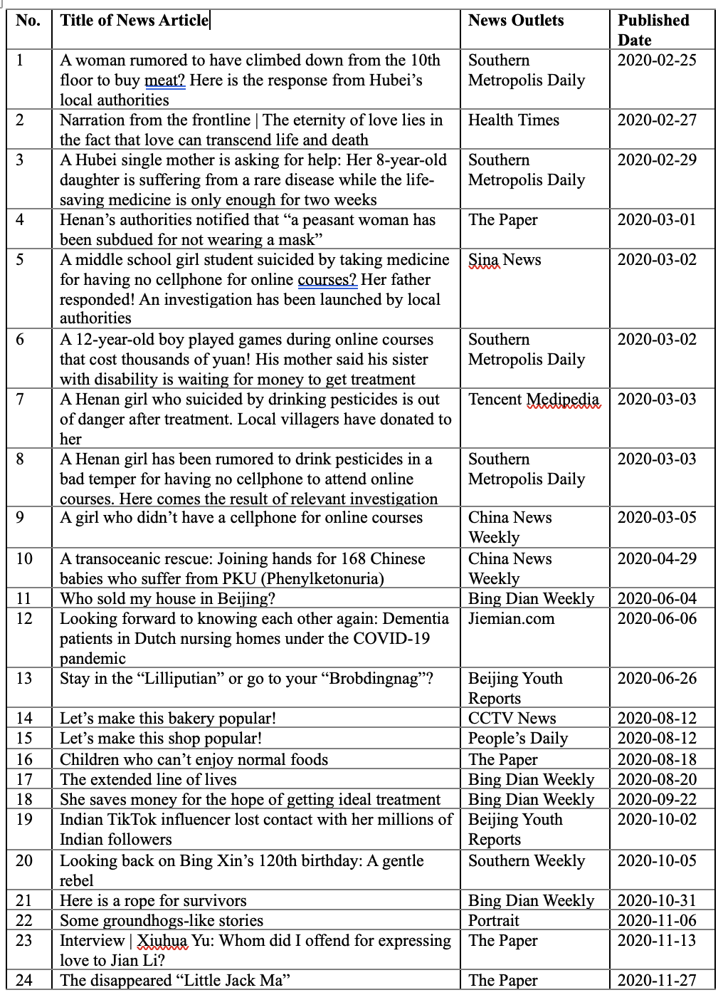 No. Title of News Article News Outlets Published
Date
1 A woman rumored to have climbed down from the 10th Southern 2020-02-25
floor to buy meat? Here is the response from Hubei’s Metropolis Daily
local authorities
2 Narration from the frontline | The eternity of love lies in Health Times 2020-02-27
the fact that love can transcend life and death
3 A Hubei single mother is asking for help: Her 8-year-old Southern 2020-02-29
daughter is suffering from a rare disease while the life- Metropolis Daily
saving medicine is only enough for two weeks
4 Henan’s authorities notified that “a peasant woman has The Paper 2020-03-01
been subdued for not wearing a mask”
5 A middle school girl student suicided by taking medicine Sina News 2020-03-02
for having no cellphone for online courses? Her father
responded! An investigation has been launched by local
authorities
6 A 12-year-old boy played games during online courses Southern 2020-03-02
that cost thousands of yuan! His mother said his sister Metropolis Daily
with disability is waiting for money to get treatment
7 A Henan girl who suicided by drinking pesticides is out Tencent Medipedia 2020-03-03
of danger after treatment. Local villagers have donated to
her
8 A Henan girl has been rumored to drink pesticides in a Southern 2020-03-03
bad temper for having no cellphone to attend online Metropolis Daily
courses. Here comes the result of relevant investigation
9 A girl who didn’t have a cellphone for online courses China News 2020-03-05
Weekly
10 A transoceanic rescue: Joining hands for 168 Chinese China News 2020-04-29
babies who suffer from PKU (Phenylketonuria) Weekly
11 Who sold my house in Beijing? Bing Dian Weekly 2020-06-04
12 Looking forward to knowing each other again: Dementia Jiemian.com 2020-06-06
patients in Dutch nursing homes under the COVID-19
pandemic
13 Stay in the “Lilliputian” or go to your “Brobdingnag”? Beijing Youth 2020-06-26
Reports
14 Let’s make this bakery popular! CCTV News 2020-08-12
15 Let’s make this shop popular! People’s Daily 2020-08-12
16 Children who can’t enjoy normal foods The Paper 2020-08-18
17 The extended line of lives Bing Dian Weekly 2020-08-20
18 She saves money for the hope of getting ideal treatment Bing Dian Weekly 2020-09-22
19 Indian TikTok influencer lost contact with her millions of Beijing Youth 2020-10-02
Indian followers Reports
20 Looking back on Bing Xin’s 120th birthday: A gentle Southern Weekly 2020-10-05
rebel
21 Here is a rope for survivors Bing Dian Weekly 2020-10-31
22 Some groundhogs-like stories Portrait 2020-11-06
23 Interview | Xiuhua Yu: Whom did I offend for expressing The Paper 2020-11-13
love to Jian Li?
24 The disappeared “Little Jack Ma” The Paper 2020-11-27